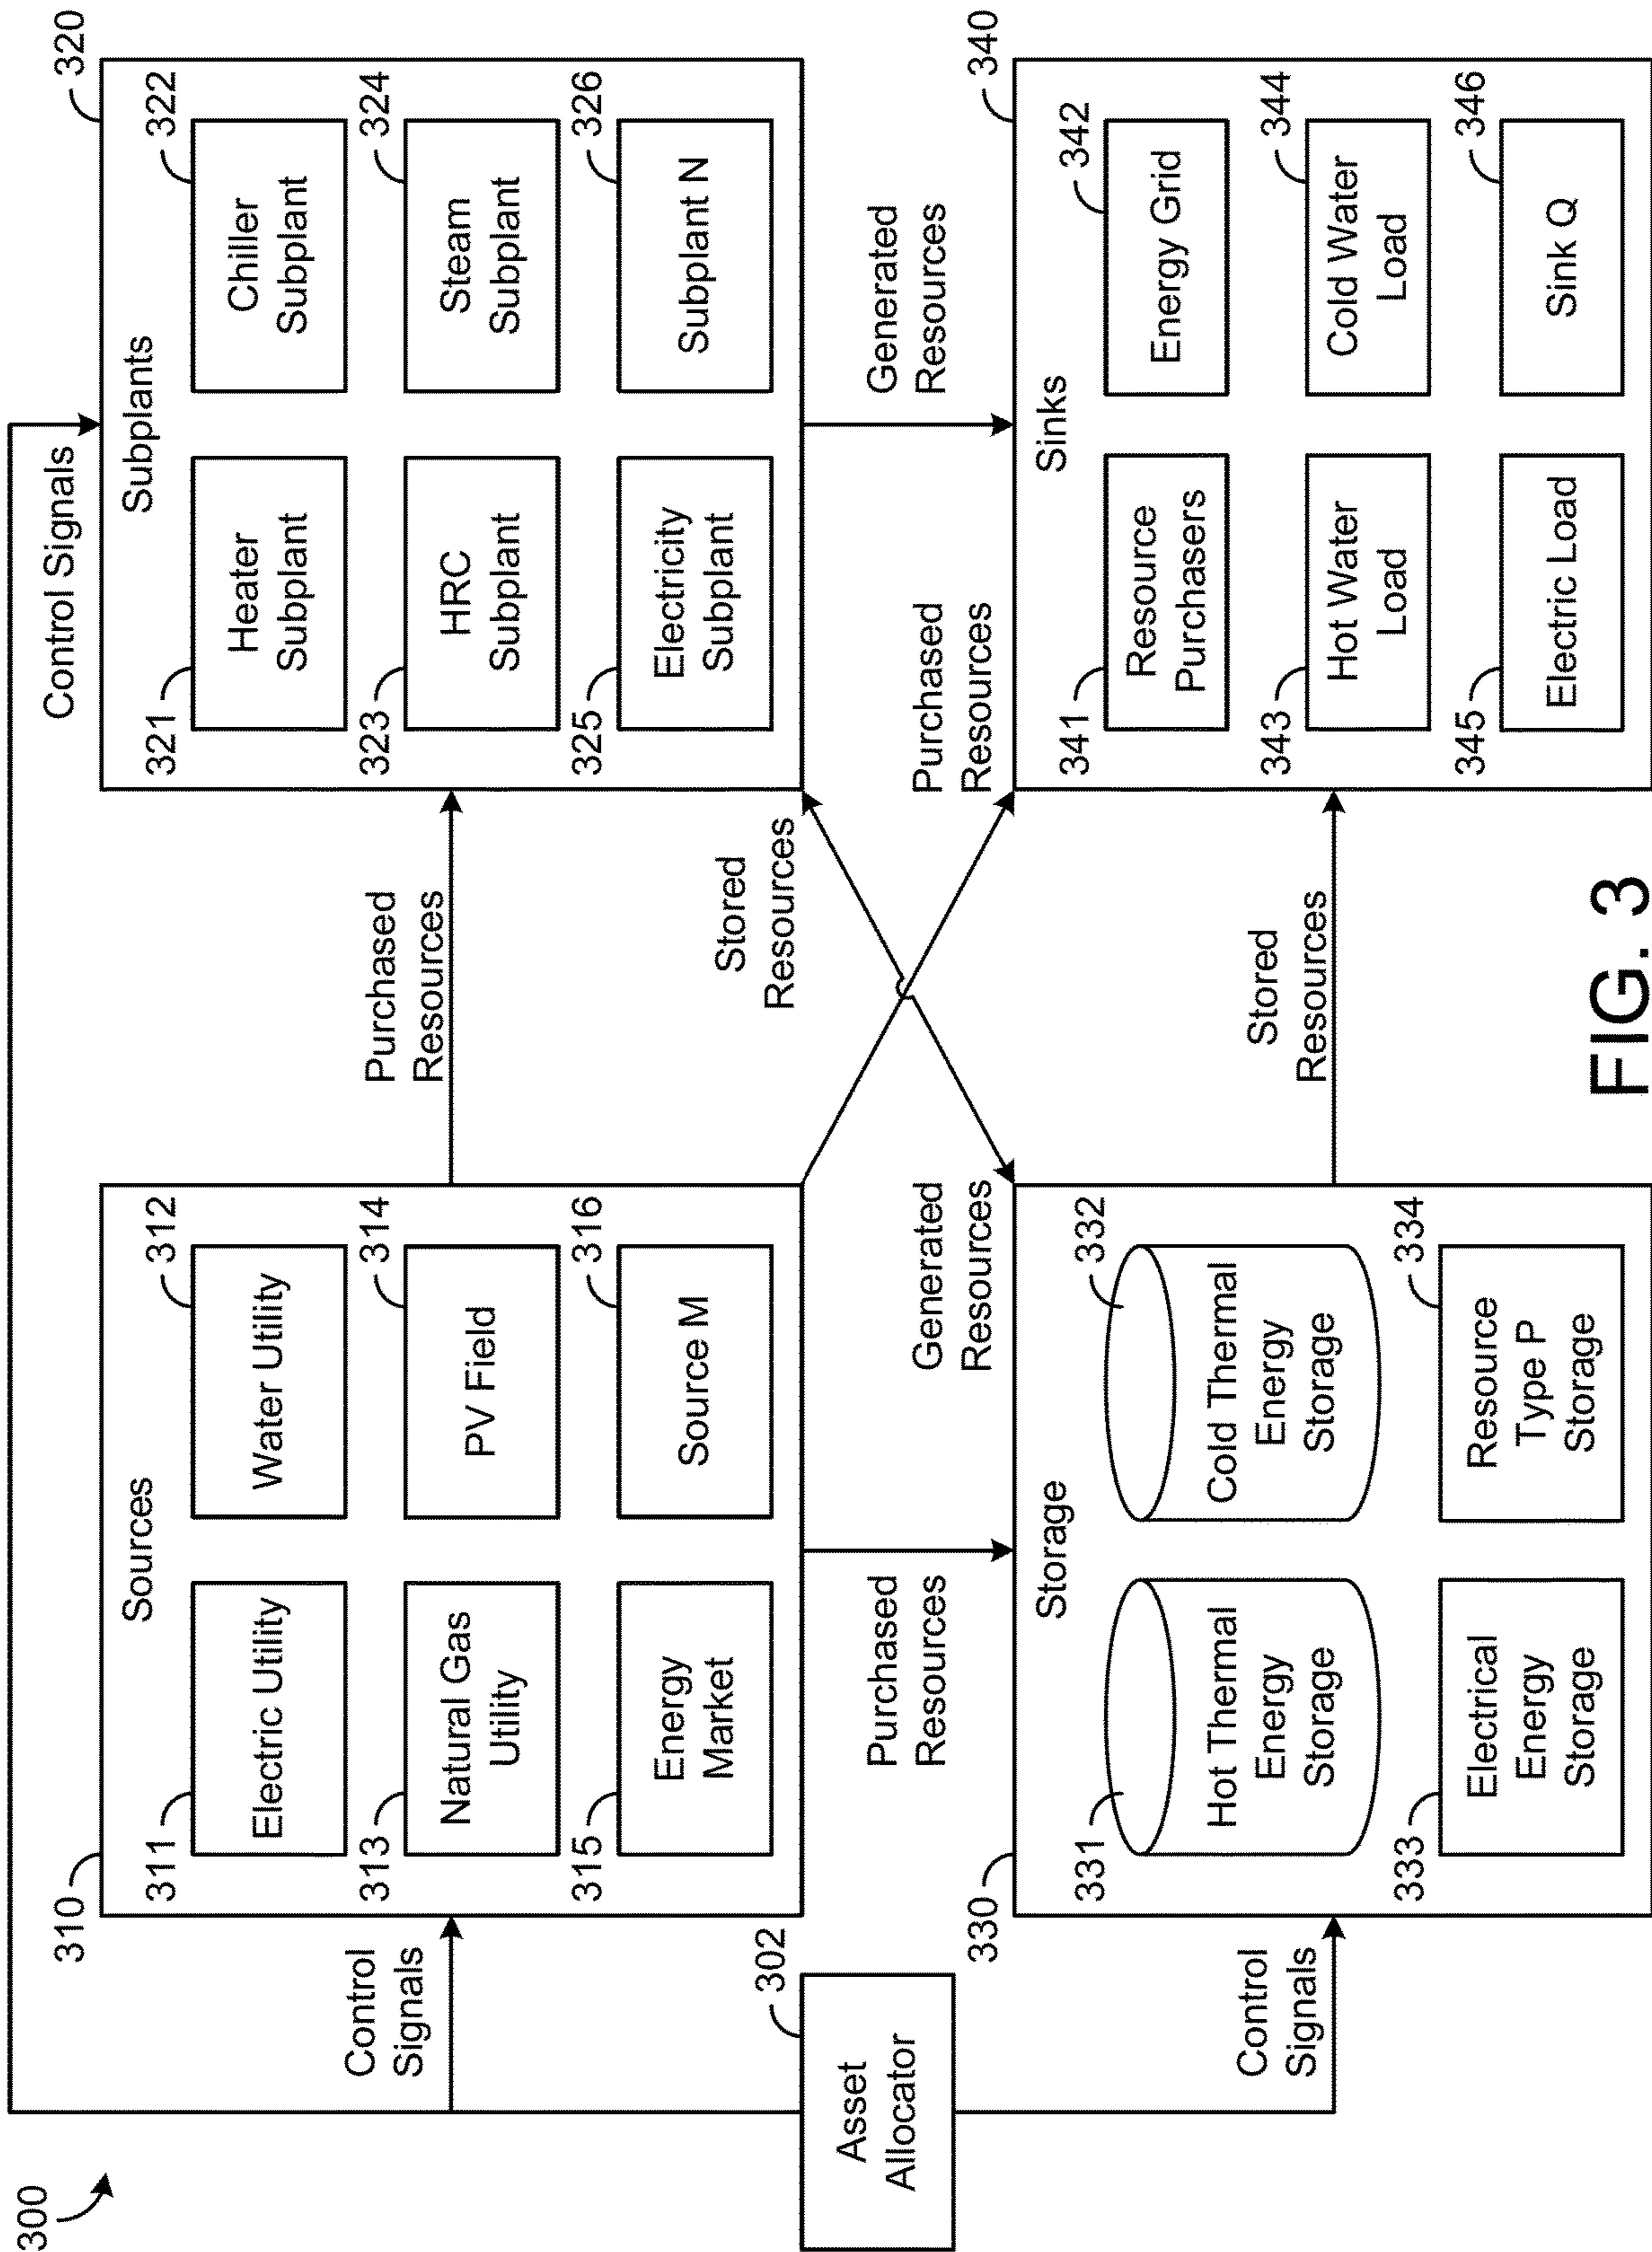 300
Control Signals
310
Sources
311
Electric Utility
312
Water Utility
313
Natural Gas
Utility
314
PV Field
315
Energy
Market
316
Source M
Control
Signals
Purchased
Resources
320
Subplants
321
Heater
Subplant
322
Chiller
Subplant
323
HRC
Subplant
324
Steam
Subplant
325
Electricity
Subplant
326
Subplant N
302
Asset
Allocator
Purchased
Resources
Generated
Resources
Stored
Resources
Purchased
Resources
Generated
Resources
Control
Signals
330
Storage
331
Hot Thermal
Energy
Storage
332
Cold Thermal
Energy
Storage
333
Electrical
Energy
Storage
334
Resource
Type P
Storage
Stored
Resources
340
Sinks
341
Resource
Purchasers
342
Energy Grid
343
Hot Water
Load
344
Cold Water
Load
345
Electric Load
346
Sink Q
FIG. 3